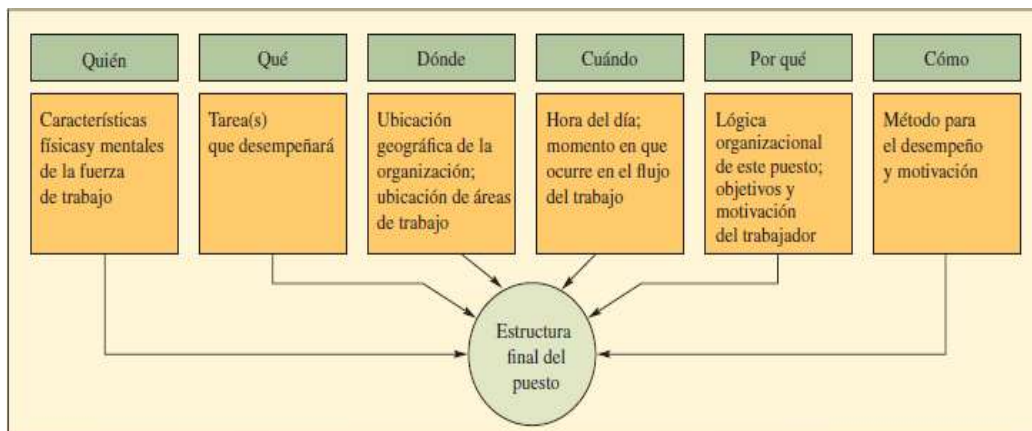 Quién
Qué
Dónde
Cuándo
Por qué
Cómo
Características
físicasy mentales
de la fuerza
de trabajo
Tarea(s)
que desempeñará
Ubicación
geográfica de la
organización;
ubicación de áreas
de trabajo
Hora del día;
momento en que
ocurre en el flujo
del trabajo
Lógica
organizacional
de este puesto;
objetivos y
motivación
del trabajador
Método para
el desempeño
y motivación
Estructura
final del
puesto